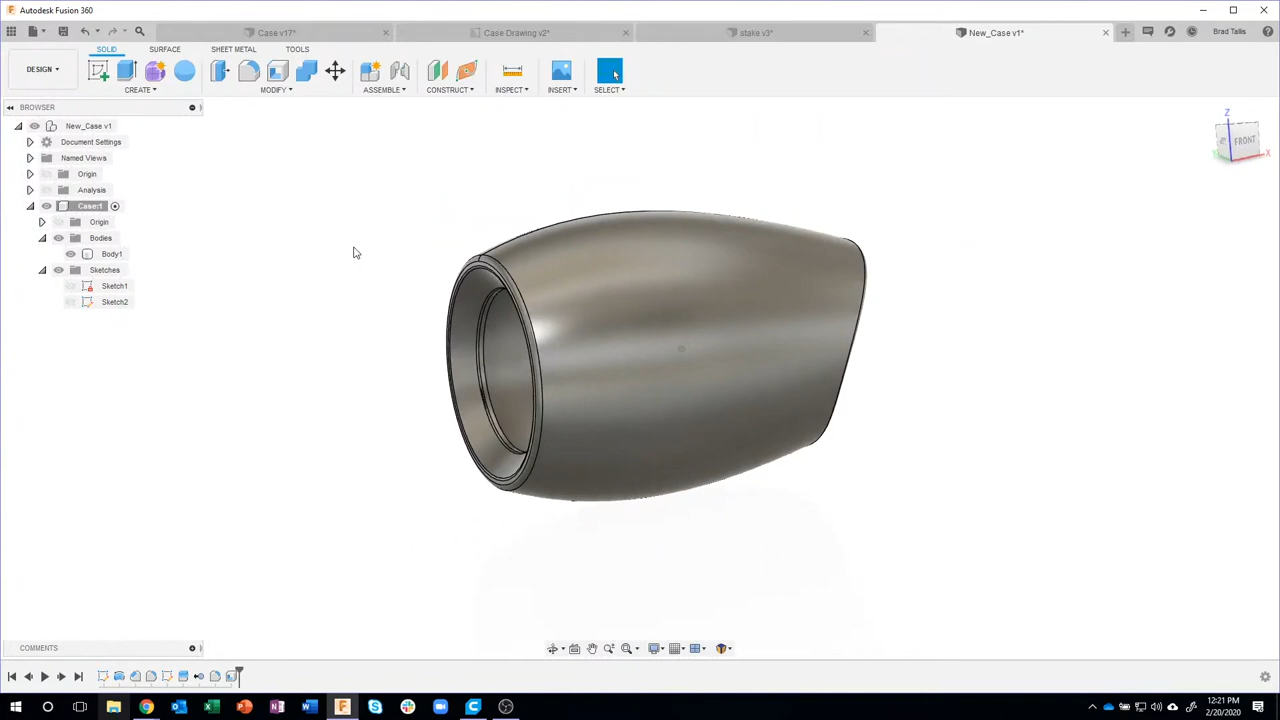 Autodesk Fusion 360
Case v17*
Case Drawing v2*
stake v3*
New_Case v1*
Brad Tallis
SOLID
SURFACE
SHEET METAL
TOOLS
DESIGN
CREATE
MODIFY
ASSEMBLE
CONSTRUCT
INSPECT
INSERT
SELECT
BROWSER
New_Case v1
Document Settings
Named Views
Origin
Analysis
Case:1
Origin
Bodies
Body1
Sketches
Sketch1
Sketch2
Z
FRONT
X
COMMENTS
12:21 PM
2/20/2020